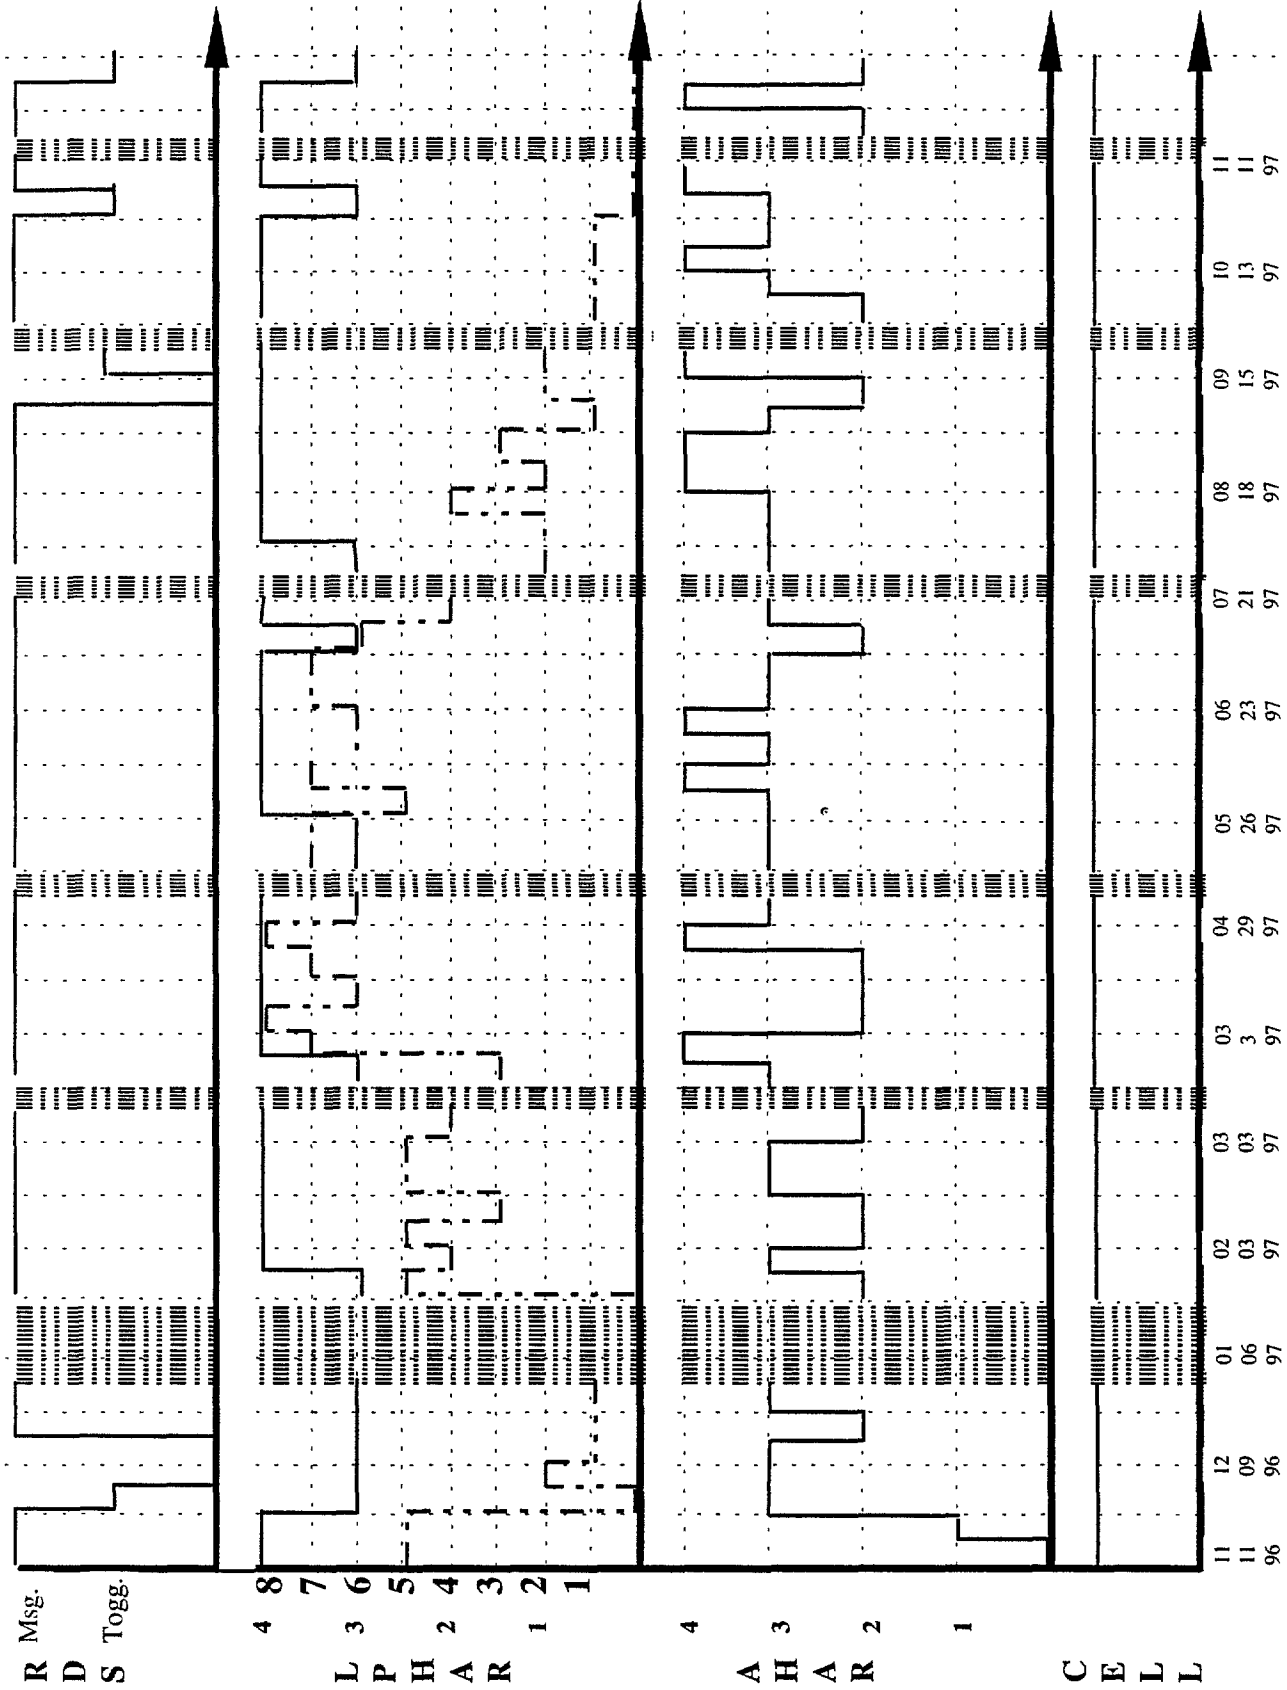 R Msg.
D
S Togg.
4 8
7
L 3 6
P 5
H 2 4
A
R 3
1 2
1
4
A
H 3
A
R 2
1
C
E
L
L
11 12 01 02 03 03 04 05 06 07 08 09 10 11
11 09 06 03 03 3 29 26 23 21 18 15 13 11
96 96 97 97 97 97 97 97 97 97 97 97 97 97